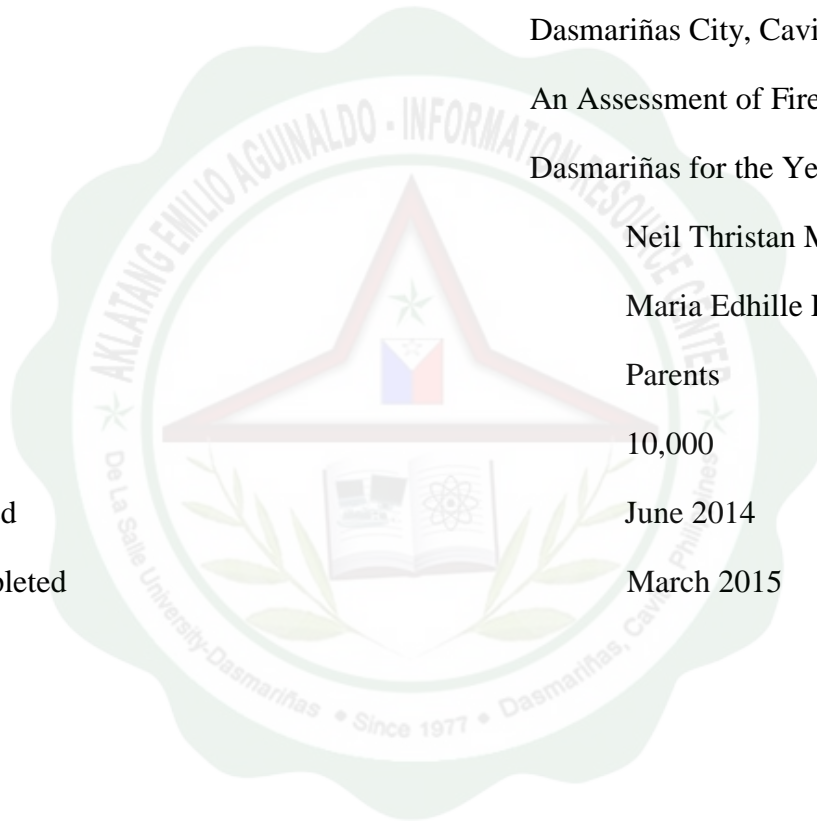 Dasmariñas City, Cavi
An Assessment of Fire
Dasmariñas for the Ye
Neil Thristan M
Maria Edhille
Parents
10,000
d June 2014
pleted March 2015
AKLATANG EMILIO AGUINALDO - INFORMATION RESOURCE CENTER
De La Salle University-Dasmariñas • Since 1977 • Dasmariñas, Cavite, Philippines